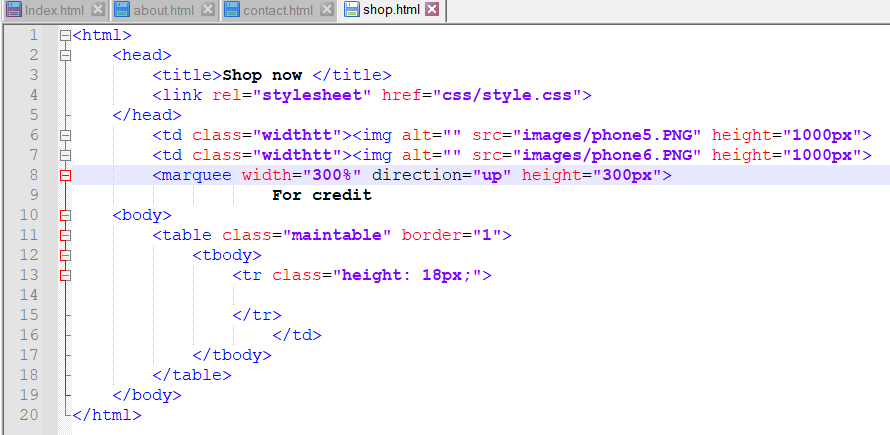 Index.html about.html contact.html shop.html
1 <html>
2 <head>
3 <title>Shop now </title>
4 <link rel="stylesheet" href="css/style.css">
5 </head>
6 <td class="widthtt"><img alt="" src="images/phone5.PNG" height="1000px">
7 <td class="widthtt"><img alt="" src="images/phone6.PNG" height="1000px">
8 <marquee width="300%" direction="up" height="300px">
9 For credit
10 <body>
11 <table class="maintable" border="1">
12 <tbody>
13 <tr class="height: 18px;">
14
15 </tr>
16 </td>
17 </tbody>
18 </table>
19 </body>
20 </html>